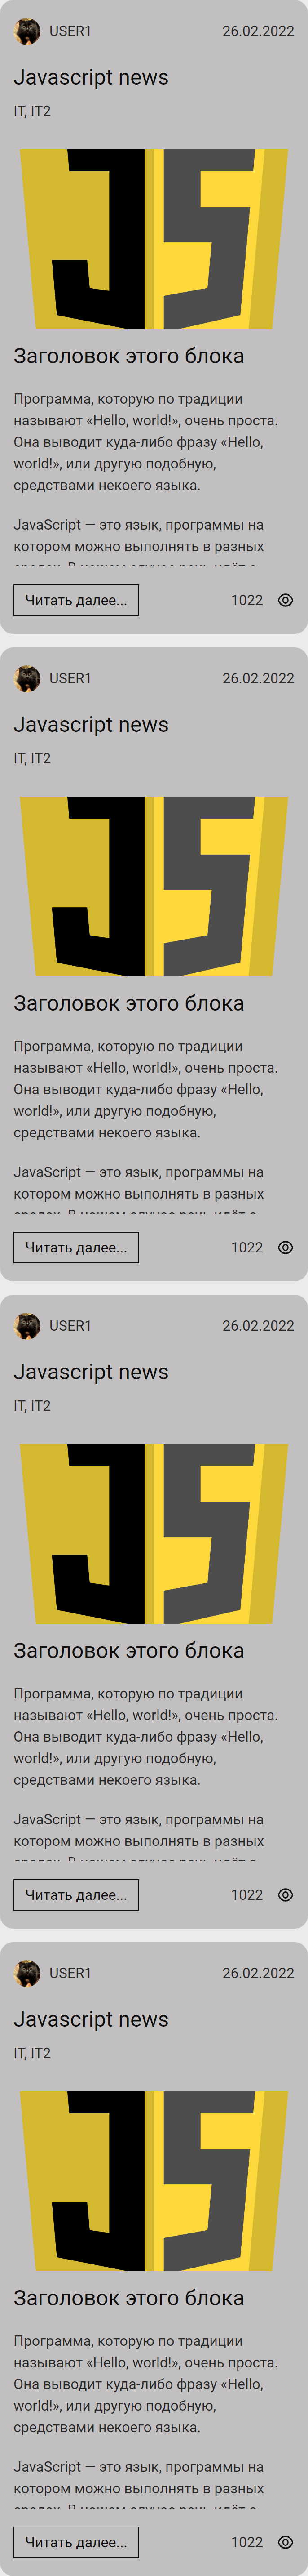 USER1 26.02.2022
Javascript news
IT, IT2
JS
Заголовок этого блока
Программа, которую по традиции
называют «Hello, world!», очень проста.
Она выводит куда-либо фразу «Hello,
world!», или другую подобную,
средствами некоего языка.
JavaScript — это язык, программы на
котором можно выполнять в разных
Читать далее... 1022
USER1 26.02.2022
Javascript news
IT, IT2
JS
Заголовок этого блока
Программа, которую по традиции
называют «Hello, world!», очень проста.
Она выводит куда-либо фразу «Hello,
world!», или другую подобную,
средствами некоего языка.
JavaScript — это язык, программы на
котором можно выполнять в разных
Читать далее... 1022
USER1 26.02.2022
Javascript news
IT, IT2
JS
Заголовок этого блока
Программа, которую по традиции
называют «Hello, world!», очень проста.
Она выводит куда-либо фразу «Hello,
world!», или другую подобную,
средствами некоего языка.
JavaScript — это язык, программы на
котором можно выполнять в разных
Читать далее... 1022
USER1 26.02.2022
Javascript news
IT, IT2
JS
Заголовок этого блока
Программа, которую по традиции
называют «Hello, world!», очень проста.
Она выводит куда-либо фразу «Hello,
world!», или другую подобную,
средствами некоего языка.
JavaScript — это язык, программы на
котором можно выполнять в разных
Читать далее... 1022